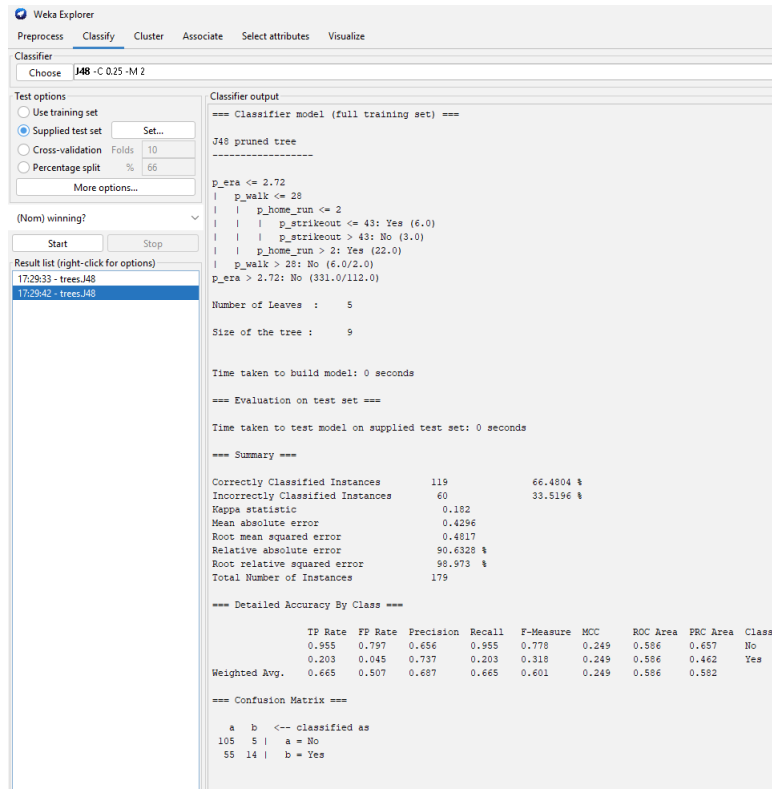 Weka Explorer
Preprocess Classify Cluster Associate Select attributes Visualize
Classifier
Choose J48 -C 0.25 -M 2
Test options
Use training set
Supplied test set Set...
Cross-validation Folds 10
Percentage split % 66
More options...
(Nom) winning?
Start Stop
Result list (right-click for options)
17:29:33 - trees.J48
17:29:42 - trees.J48
Classifier output
=== Classifier model (full training set) ===
J48 pruned tree
------------------
p_era <= 2.72
|   p_walk <= 28
|   |   p_home_run <= 2
|   |   |   p_strikeout <= 43: Yes (6.0)
|   |   |   p_strikeout > 43: No (3.0)
|   |   p_home_run > 2: Yes (22.0)
|   p_walk > 28: No (6.0/2.0)
p_era > 2.72: No (331.0/112.0)
Number of Leaves  :     5
Size of the tree :     9
Time taken to build model: 0 seconds
=== Evaluation on test set ===
Time taken to test model on supplied test set: 0 seconds
=== Summary ===
Correctly Classified Instances 119 66.4804 %
Incorrectly Classified Instances 60 33.5196 %
Kappa statistic 0.182
Mean absolute error 0.4296
Root mean squared error 0.4817
Relative absolute error 90.6328 %
Root relative squared error 98.973 %
Total Number of Instances 179
=== Detailed Accuracy By Class ===
TP Rate FP Rate Precision Recall F-Measure MCC ROC Area PRC Area Class
0.955 0.797 0.656 0.955 0.778 0.249 0.586 0.657 No
0.203 0.045 0.737 0.203 0.318 0.249 0.586 0.462 Yes
Weighted Avg. 0.665 0.507 0.687 0.665 0.601 0.249 0.586 0.582
=== Confusion Matrix ===
a b <-- classified as
105 5 | a = No
55 14 | b = Yes